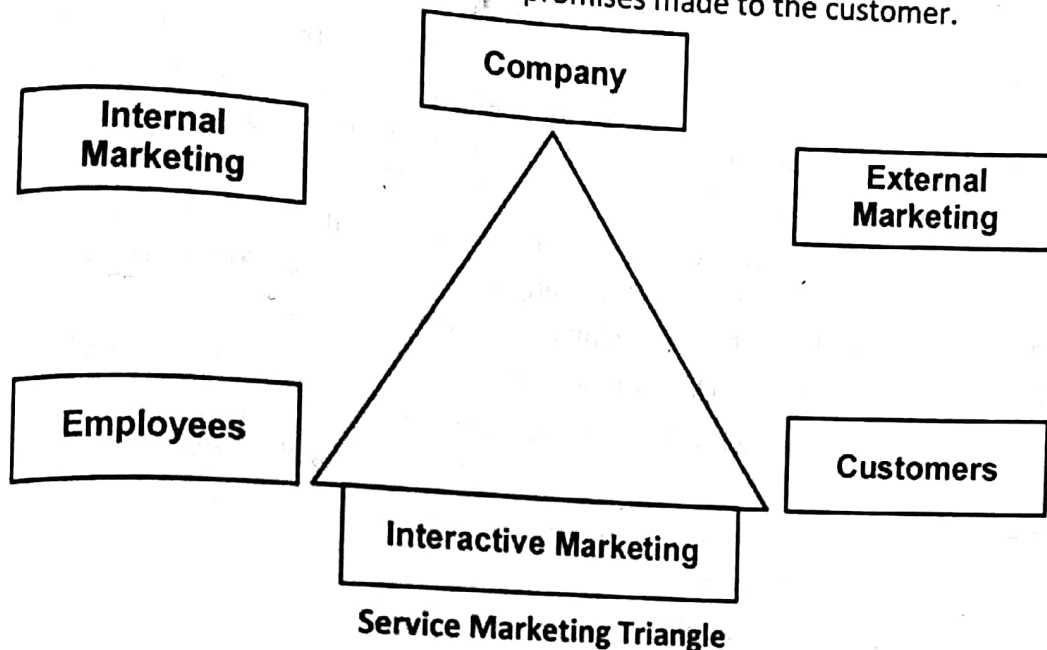 promises made to the customer.
Company
Internal
Marketing
External
Marketing
Employees
Customers
Interactive Marketing
Service Marketing Triangle